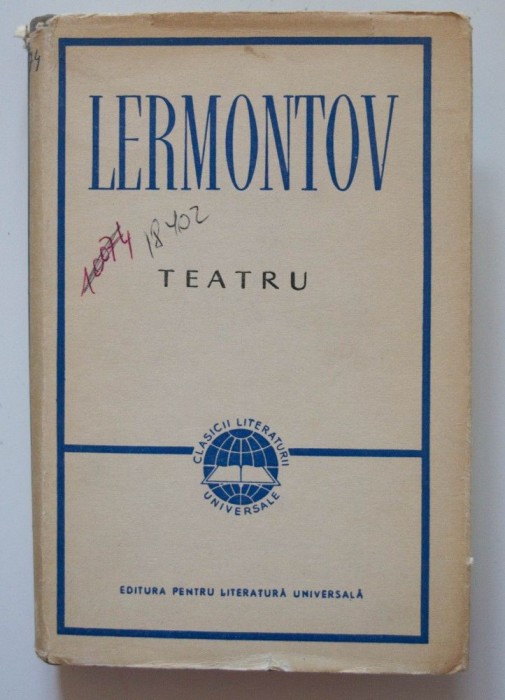 LERMONTOV
18402
TEATRU
CLASICII LITERATURII
UNIVERSALE
EDITURA PENTRU LITERATURĂ UNIVERSALĂ